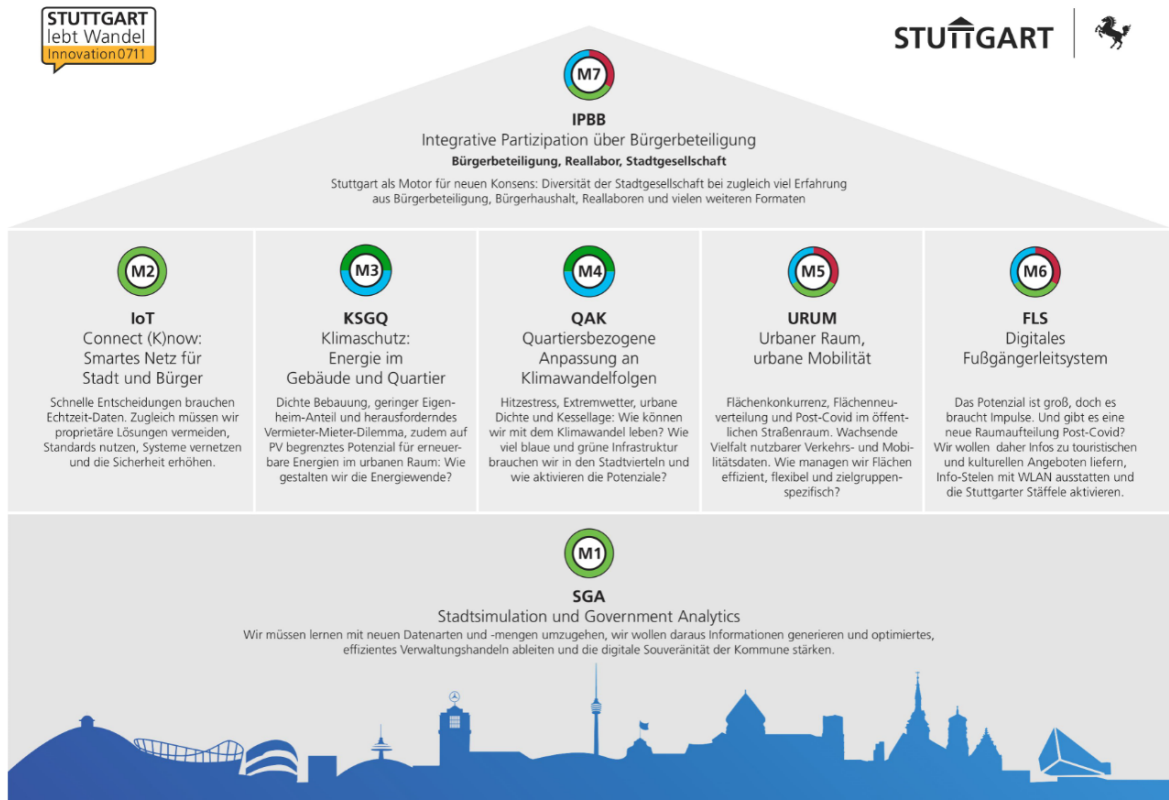 STUTTGART
lebt Wandel
Innovation0711
STUTTGART
M7
IPBB
Integrative Partizipation über Bürgerbeteiligung
Bürgerbeteiligung, Reallabor, Stadtgesellschaft
Stuttgart als Motor für neuen Konsens: Diversität der Stadtgesellschaft bei zugleich viel Erfahrung
aus Bürgerbeteiligung, Bürgerhaushalt, Reallaboren und vielen weiteren Formaten
M2
IoT
Connect (K)now:
Smartes Netz für
Stadt und Bürger
Schnelle Entscheidungen brauchen
Echtzeit-Daten. Zugleich müssen wir
proprietäre Lösungen vermeiden,
Standards nutzen, Systeme vernetzen
und die Sicherheit erhöhen.
M3
KSGQ
Klimaschutz:
Energie im
Gebäude und Quartier
Dichte Bebauung, geringer Eigen-
heim-Anteil und herausforderndes
Vermieter-Mieter-Dilemma, zudem auf
PV begrenztes Potenzial für erneuer-
bare Energien im urbanen Raum: Wie
gestalten wir die Energiewende?
M4
QAK
Quartiersbezogene
Anpassung an
Klimawandelfolgen
Hitzestress, Extremwetter, urbane
Dichte und Kessellage: Wie können
wir mit dem Klimawandel leben? Wie
viel blaue und grüne Infrastruktur
brauchen wir in den Stadtvierteln und
wie aktivieren die Potenziale?
M5
URUM
Urbaner Raum,
urbane Mobilität
Flächenkonkurrenz, Flächenneu-
verteilung und Post-Covid im öffent-
lichen Straßenraum. Wachsende
Vielfalt nutzbarer Verkehrs- und Mobi-
litätsdaten. Wie managen wir Flächen
effizient, flexibel und zielgruppen-
spezifisch?
M6
FLS
Digitales
Fußgängerleitsystem
Das Potenzial ist groß, doch es
braucht Impulse. Und gibt es eine
neue Raumaufteilung Post-Covid?
Wir wollen daher Infos zu touristischen
und kulturellen Angeboten liefern,
Info-Stelen mit WLAN ausstatten und
die Stuttgarter Stäffele aktivieren.
M1
SGA
Stadtsimulation und Government Analytics
Wir müssen lernen mit neuen Datenarten und -mengen umzugehen, wir wollen daraus Informationen generieren und optimiertes,
effizientes Verwaltungshandeln ableiten und die digitale Souveränität der Kommune stärken.